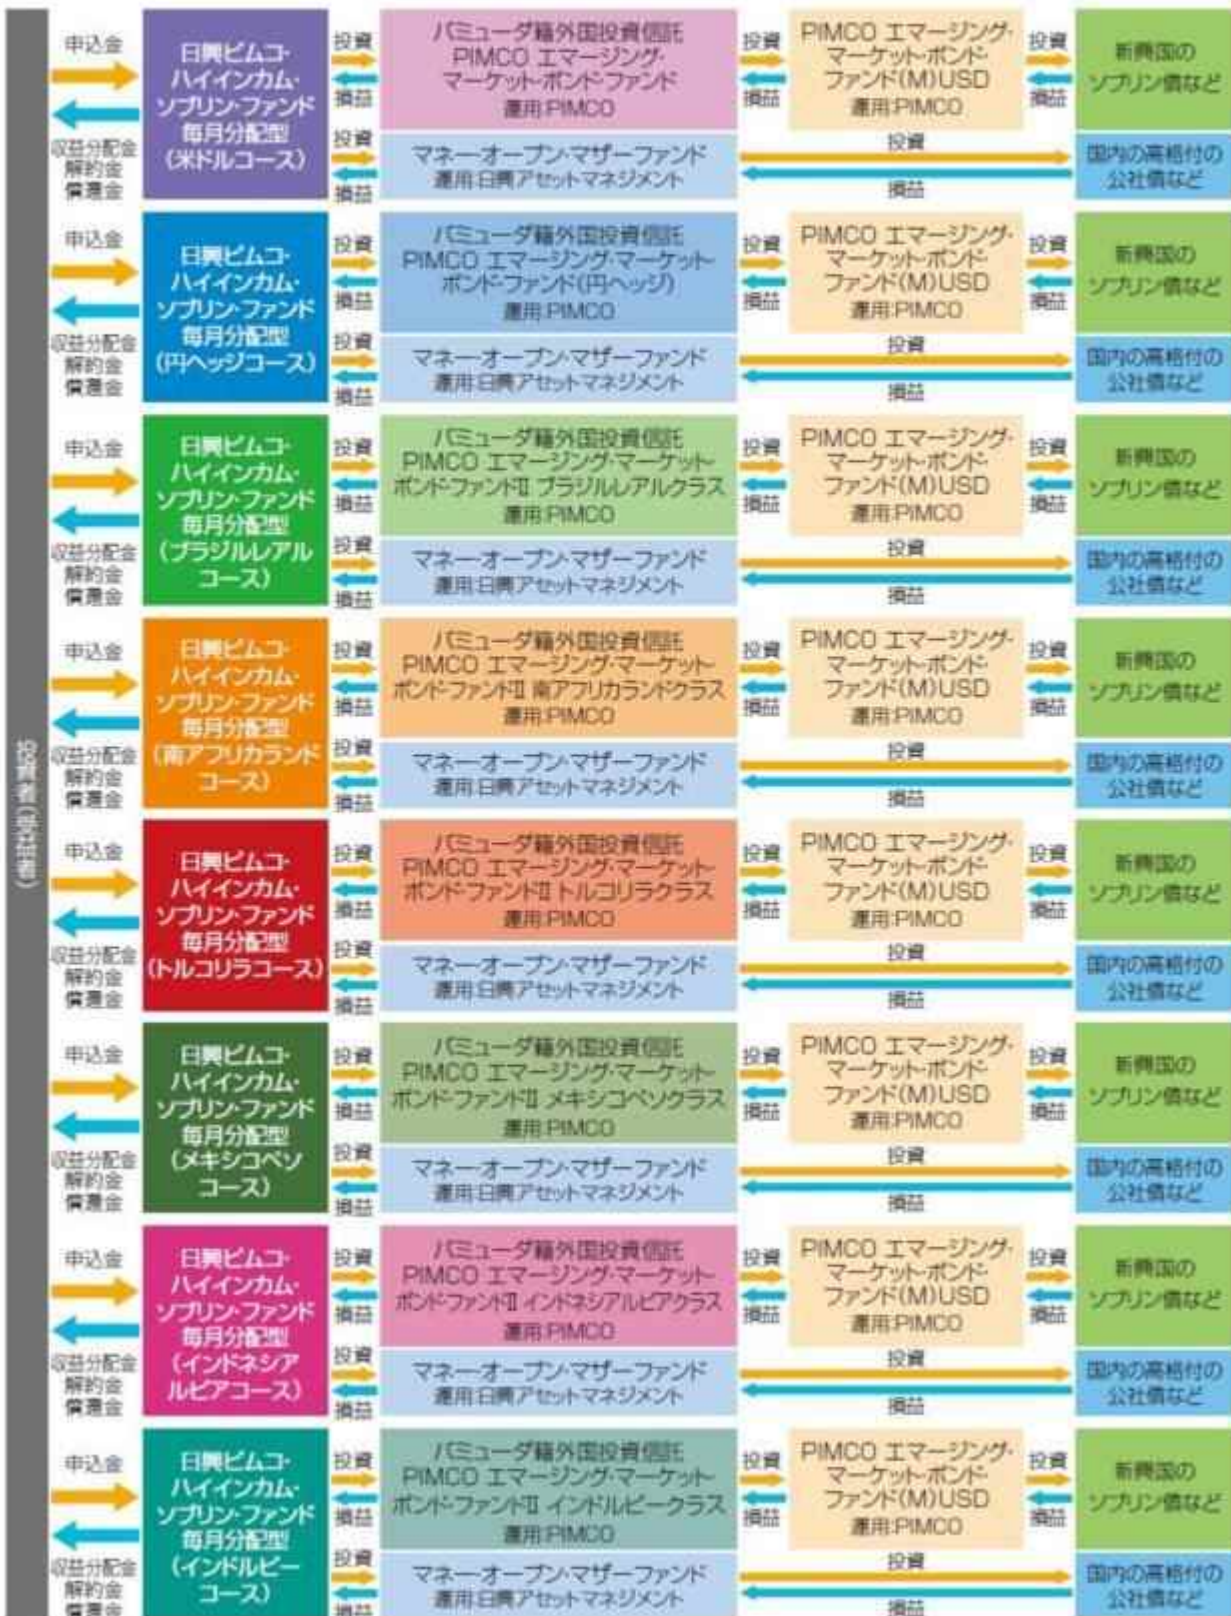 投資者(受益者)
申込金
収益分配金
解約金
償還金
日興ピムコ・
ハイインカム・
ソブリン・ファンド
毎月分配型
(米ドルコース)
投資
損益
投資
損益
バミューダ籍外国投資信託
PIMCO エマージング・
マーケット・ボンド・ファンド
運用:PIMCO
マネー・オープン・マザーファンド
運用:日興アセットマネジメント
投資
損益
PIMCO エマージング・
マーケット・ボンド・
ファンド(M)USD
運用:PIMCO
投資
損益
投資
損益
新興国の
ソブリン債など
国内の高格付の
公社債など
申込金
収益分配金
解約金
償還金
日興ピムコ・
ハイインカム・
ソブリン・ファンド
毎月分配型
(円ヘッジコース)
投資
損益
投資
損益
バミューダ籍外国投資信託
PIMCO エマージング・マーケット・
ボンド・ファンド(円ヘッジ)
運用:PIMCO
マネー・オープン・マザーファンド
運用:日興アセットマネジメント
投資
損益
PIMCO エマージング・
マーケット・ボンド・
ファンド(M)USD
運用:PIMCO
投資
損益
投資
損益
新興国の
ソブリン債など
国内の高格付の
公社債など
申込金
収益分配金
解約金
償還金
日興ピムコ・
ハイインカム・
ソブリン・ファンド
毎月分配型
(ブラジルレアル
コース)
投資
損益
投資
損益
バミューダ籍外国投資信託
PIMCO エマージング・マーケット・
ボンド・ファンドⅡ ブラジルレアルクラス
運用:PIMCO
マネー・オープン・マザーファンド
運用:日興アセットマネジメント
投資
損益
PIMCO エマージング・
マーケット・ボンド・
ファンド(M)USD
運用:PIMCO
投資
損益
投資
損益
新興国の
ソブリン債など
国内の高格付の
公社債など
申込金
収益分配金
解約金
償還金
日興ピムコ・
ハイインカム・
ソブリン・ファンド
毎月分配型
(南アフリカランド
コース)
投資
損益
投資
損益
バミューダ籍外国投資信託
PIMCO エマージング・マーケット・
ボンド・ファンドⅡ 南アフリカランドクラス
運用:PIMCO
マネー・オープン・マザーファンド
運用:日興アセットマネジメント
投資
損益
PIMCO エマージング・
マーケット・ボンド・
ファンド(M)USD
運用:PIMCO
投資
損益
投資
損益
新興国の
ソブリン債など
国内の高格付の
公社債など
申込金
収益分配金
解約金
償還金
日興ピムコ・
ハイインカム・
ソブリン・ファンド
毎月分配型
(トルコリラコース)
投資
損益
投資
損益
バミューダ籍外国投資信託
PIMCO エマージング・マーケット・
ボンド・ファンドⅡ トルコリラクラス
運用:PIMCO
マネー・オープン・マザーファンド
運用:日興アセットマネジメント
投資
損益
PIMCO エマージング・
マーケット・ボンド・
ファンド(M)USD
運用:PIMCO
投資
損益
投資
損益
新興国の
ソブリン債など
国内の高格付の
公社債など
申込金
収益分配金
解約金
償還金
日興ピムコ・
ハイインカム・
ソブリン・ファンド
毎月分配型
(メキシコペソ
コース)
投資
損益
投資
損益
バミューダ籍外国投資信託
PIMCO エマージング・マーケット・
ボンド・ファンドⅡ メキシコペソクラス
運用:PIMCO
マネー・オープン・マザーファンド
運用:日興アセットマネジメント
投資
損益
PIMCO エマージング・
マーケット・ボンド・
ファンド(M)USD
運用:PIMCO
投資
損益
投資
損益
新興国の
ソブリン債など
国内の高格付の
公社債など
申込金
収益分配金
解約金
償還金
日興ピムコ・
ハイインカム・
ソブリン・ファンド
毎月分配型
(インドネシア
ルピアコース)
投資
損益
投資
損益
バミューダ籍外国投資信託
PIMCO エマージング・マーケット・
ボンド・ファンドⅡ インドネシアルピアクラス
運用:PIMCO
マネー・オープン・マザーファンド
運用:日興アセットマネジメント
投資
損益
PIMCO エマージング・
マーケット・ボンド・
ファンド(M)USD
運用:PIMCO
投資
損益
投資
損益
新興国の
ソブリン債など
国内の高格付の
公社債など
申込金
収益分配金
解約金
償還金
日興ピムコ・
ハイインカム・
ソブリン・ファンド
毎月分配型
(インドルピー
コース)
投資
損益
投資
損益
バミューダ籍外国投資信託
PIMCO エマージング・マーケット・
ボンド・ファンドⅡ インドルピークラス
運用:PIMCO
マネー・オープン・マザーファンド
運用:日興アセットマネジメント
投資
損益
PIMCO エマージング・
マーケット・ボンド・
ファンド(M)USD
運用:PIMCO
投資
損益
投資
損益
新興国の
ソブリン債など
国内の高格付の
公社債など